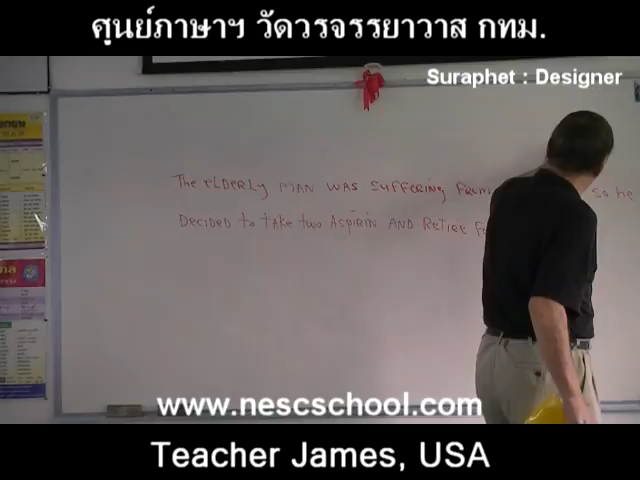 ศูนย์ภาษาฯ วัดวรจรรยาวาส กทม.
Suraphet : Designer
The ELDERLY MAN WAS SUFFERING FROM so he
DECIDED to tAKE two ASPIRIN AND RETIRE
www.nescschool.com
Teacher James, USA